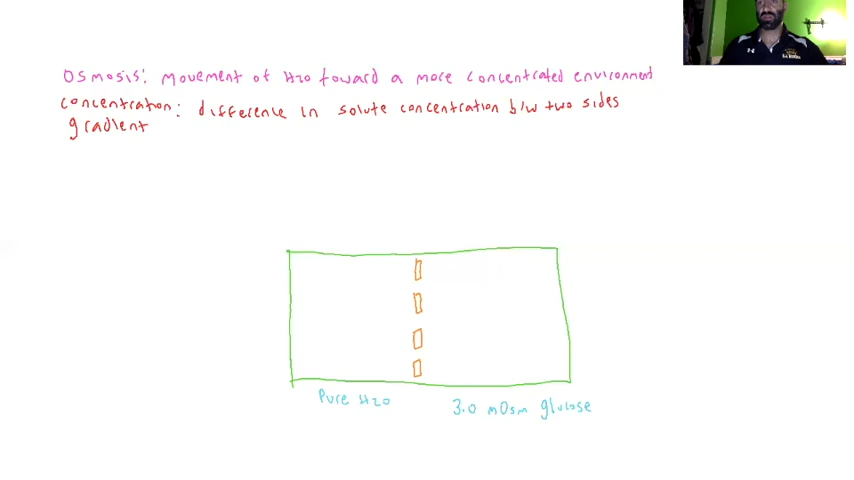 Osmosis: movement of H2O toward a more concentrated environment
concentration: difference in solute concentration b/w two sides
gradient
Pure H2O
3.0 mOsm glucose